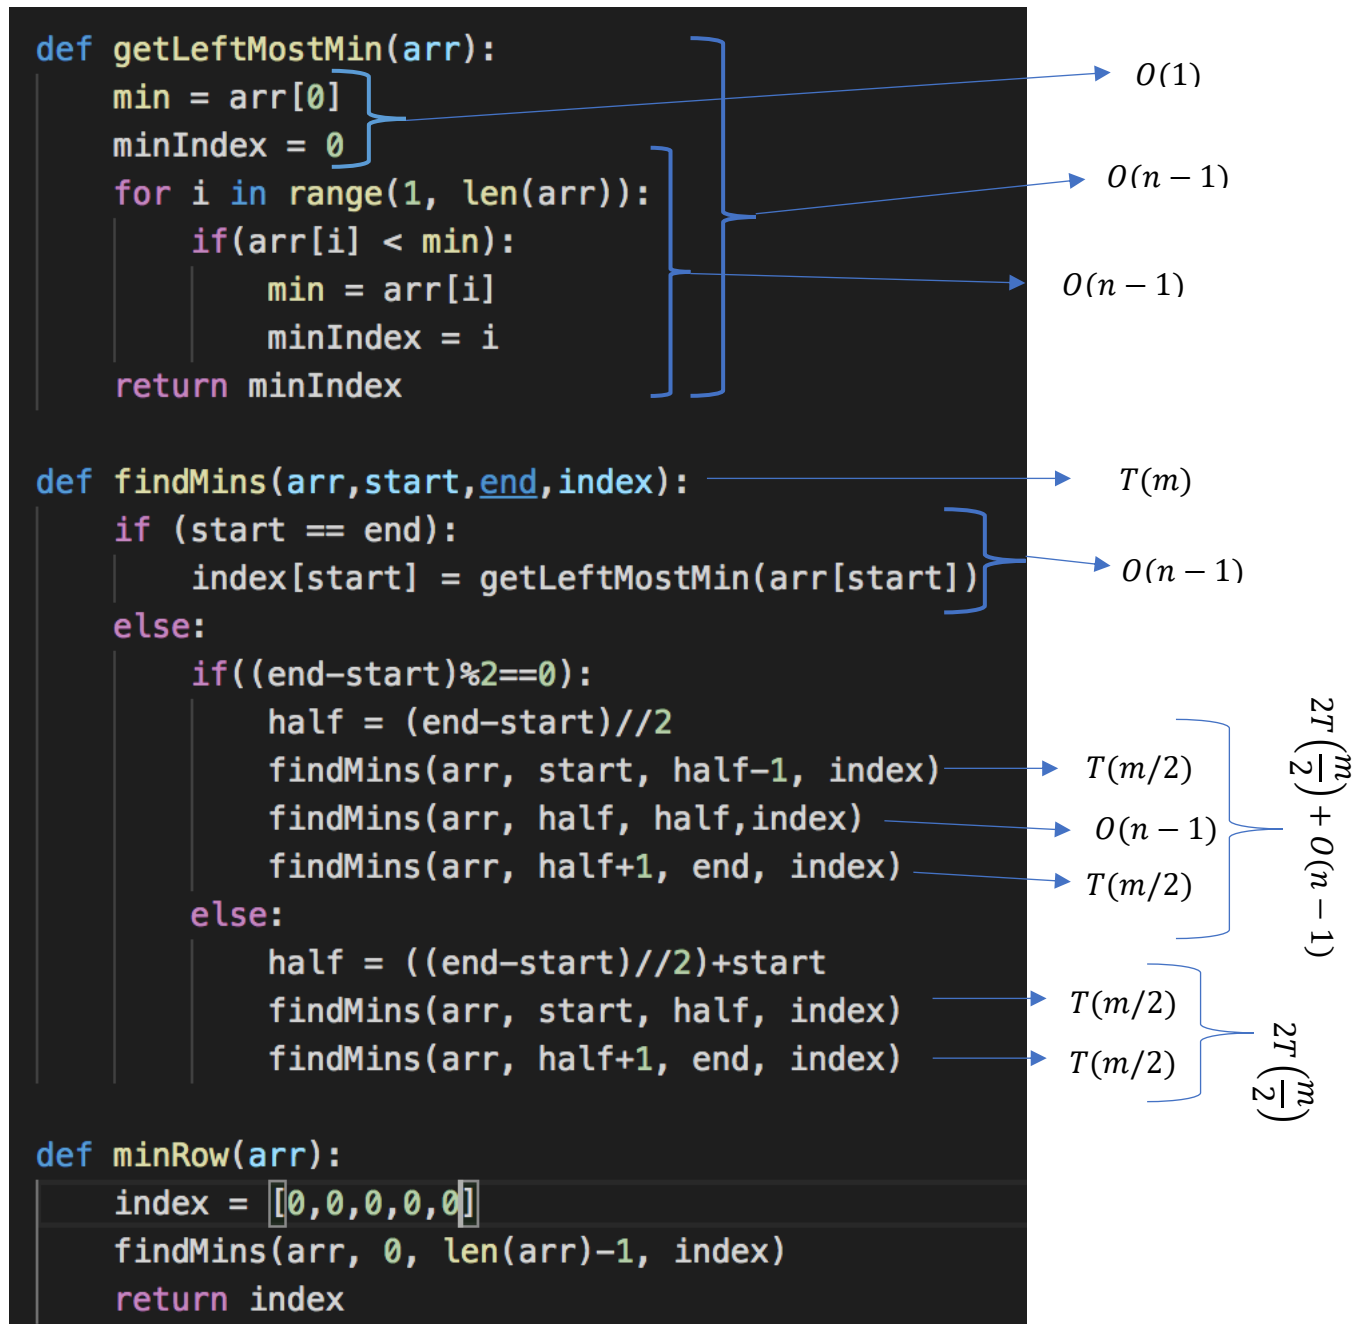 def getLeftMostMin(arr):
    min = arr[0]
    minIndex = 0
    for i in range(1, len(arr)):
        if(arr[i] < min):
            min = arr[i]
            minIndex = i
    return minIndex
O(1)
O(n − 1)
O(n − 1)
def findMins(arr,start,end,index):
T(m)
    if (start == end):
        index[start] = getLeftMostMin(arr[start])
O(n − 1)
    else:
        if((end-start)%2==0):
            half = (end-start)//2
            findMins(arr, start, half-1, index)
T(m/2)
            findMins(arr, half, half,index)
O(n − 1)
            findMins(arr, half+1, end, index)
T(m/2)
2T(m/2) + O(n − 1)
        else:
            half = ((end-start)//2)+start
            findMins(arr, start, half, index)
T(m/2)
            findMins(arr, half+1, end, index)
T(m/2)
2T(m/2)
def minRow(arr):
    index = [0,0,0,0,0]
    findMins(arr, 0, len(arr)-1, index)
    return index